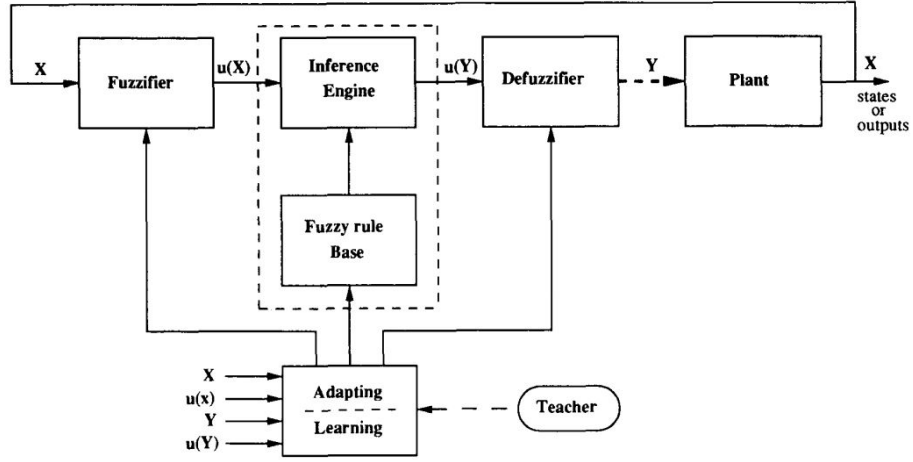 X
Fuzzifier
u(X)
Inference
Engine
u(Y)
Defuzzifier
Y
Plant
X
states
or
outputs
Fuzzy rule
Base
X
u(x)
Y
u(Y)
Adapting
Learning
Teacher